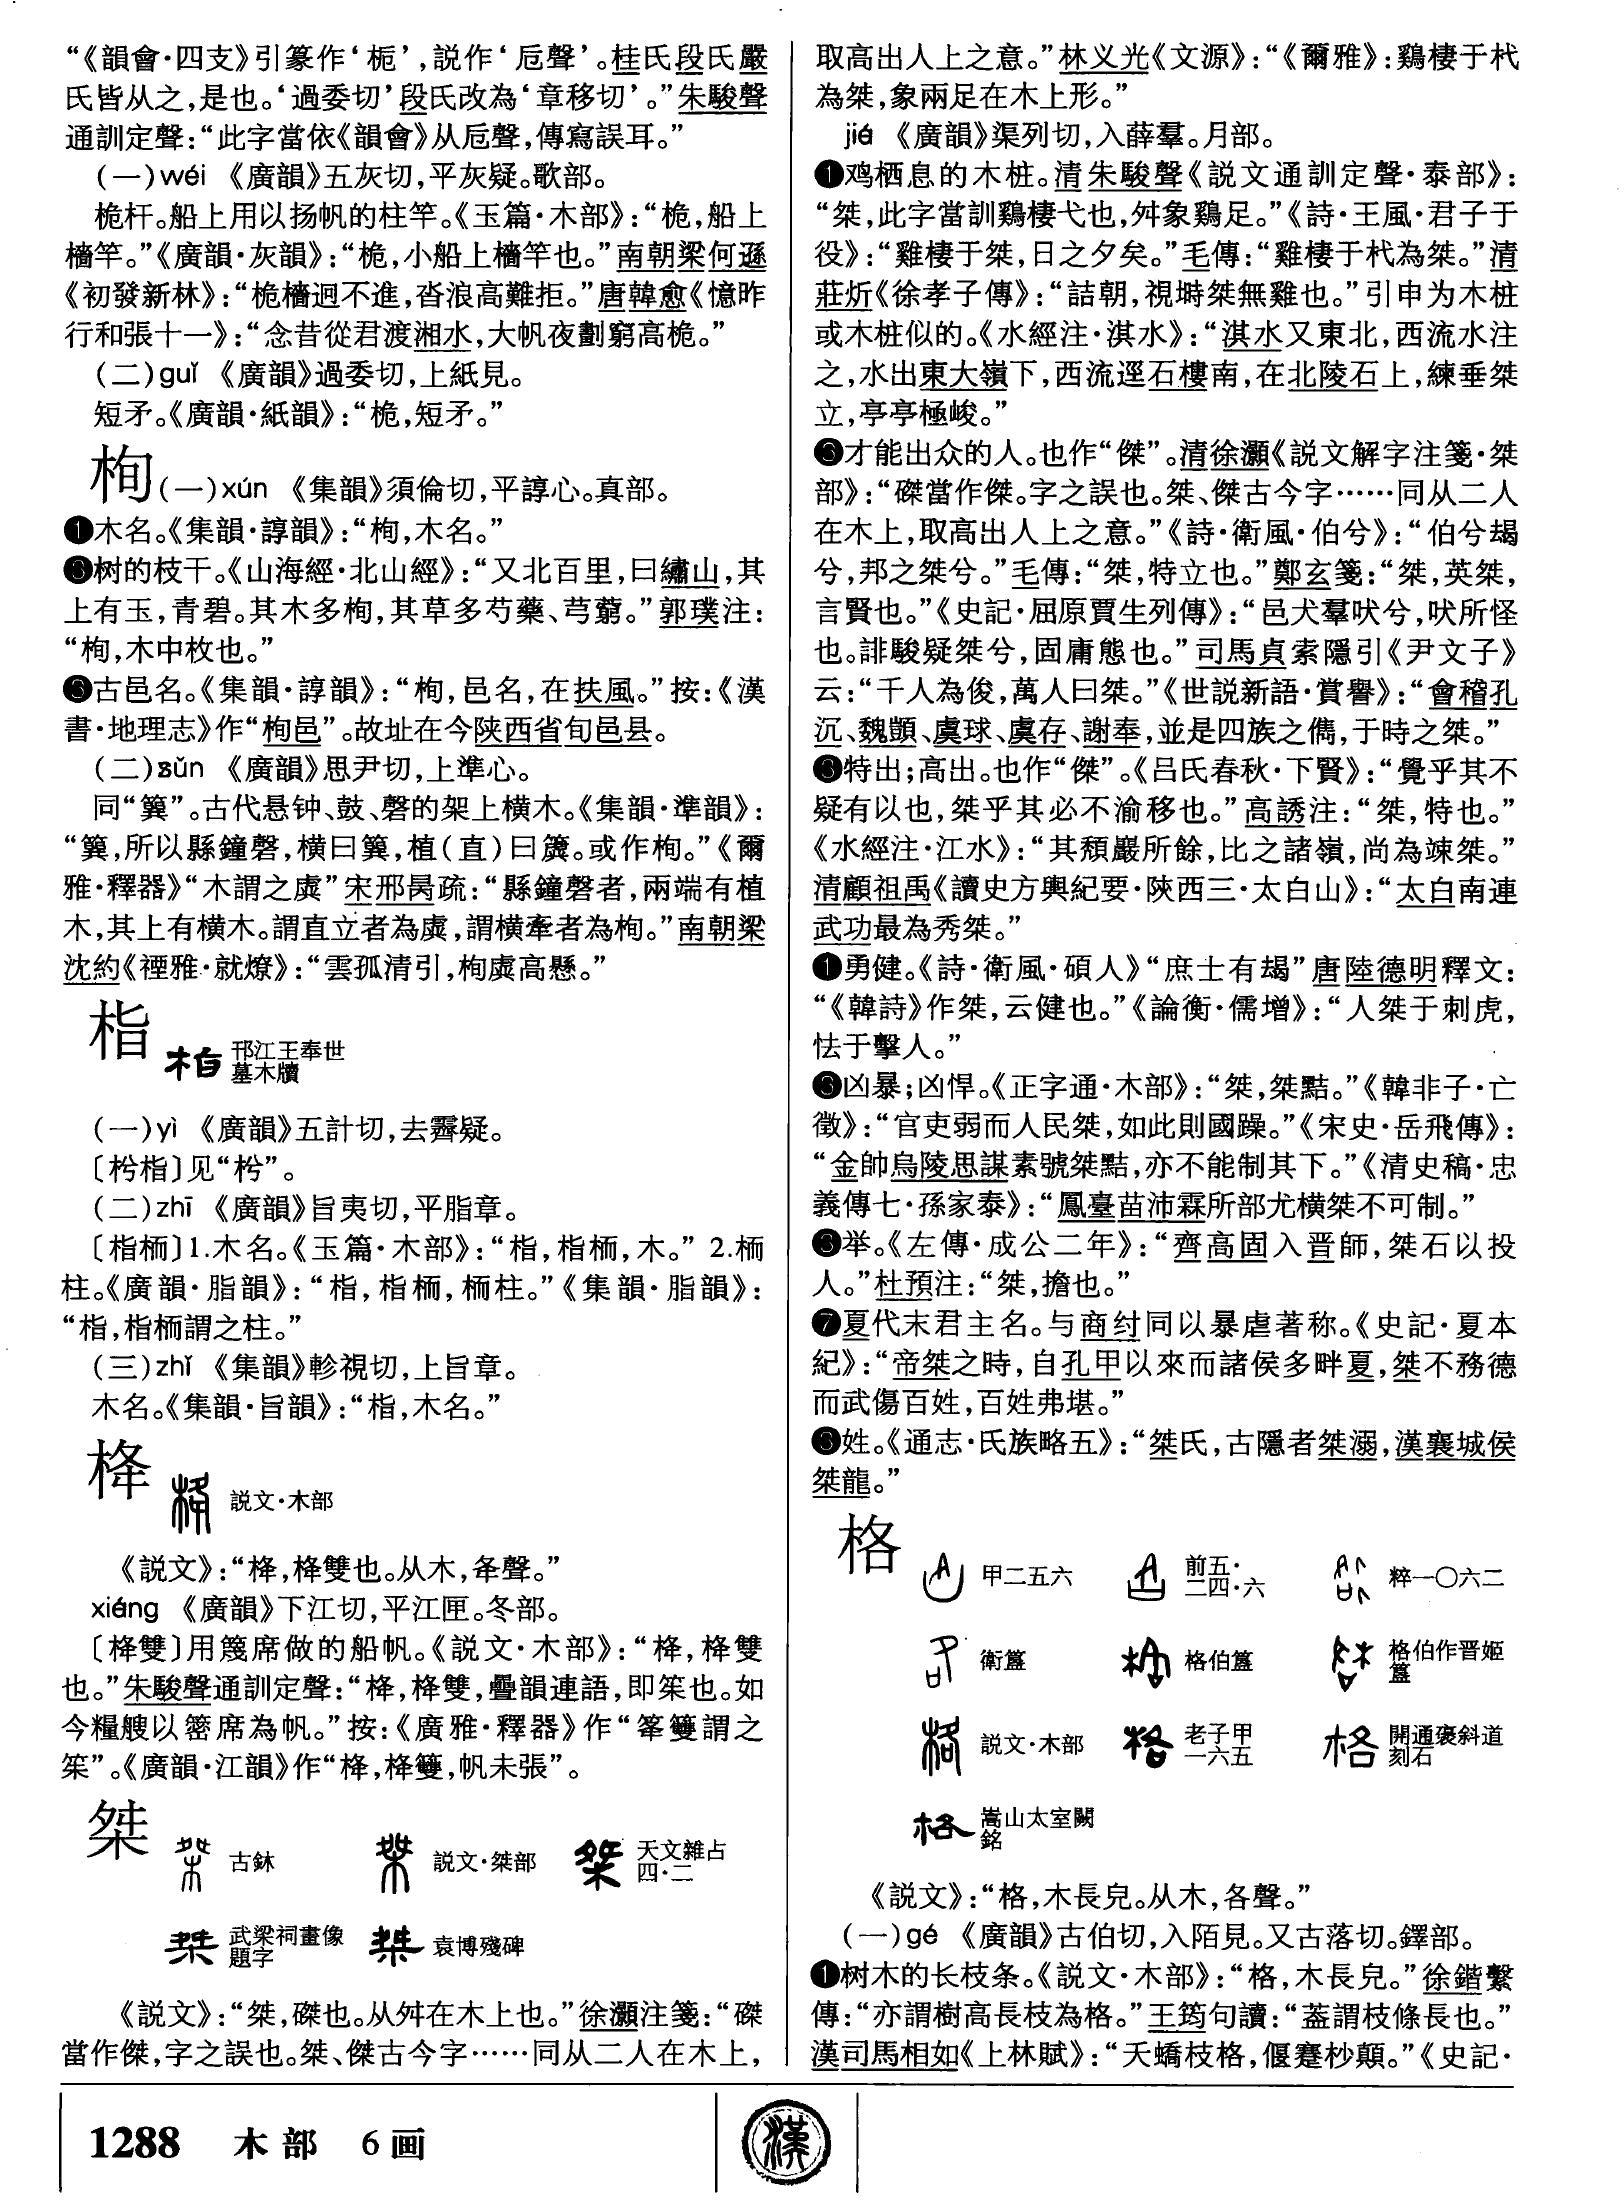 “《韻會·四支》引篆作‘栀’，説作‘卮聲’。桂氏段氏嚴
氏皆从之，是也。‘過委切’段氏改為‘章移切’。”朱駿聲
通訓定聲：“此字當依《韻會》从卮聲，傳寫誤耳。”
（一）wéi 《廣韻》五灰切，平灰疑。歌部。
桅杆。船上用以扬帆的柱竿。《玉篇·木部》：“桅，船上
檣竿。”《廣韻·灰韻》：“桅，小船上檣竿也。”南朝梁何遜
《初發新林》：“桅檣迥不進，沓浪高難拒。”唐韓愈《憶昨
行和張十一》：“念昔從君渡湘水，大帆夜劃窮高桅。”
（二）guǐ 《廣韻》過委切，上紙見。
短矛。《廣韻·紙韻》：“桅，短矛。”
栒（一）xún 《集韻》須倫切，平諄心。真部。
❶木名。《集韻·諄韻》：“栒，木名。”
❷树的枝干。《山海經·北山經》：“又北百里，曰繡山，其
上有玉，青碧。其木多栒，其草多芍藥、芎藭。”郭璞注：
“栒，木中枚也。”
❸古邑名。《集韻·諄韻》：“栒，邑名，在扶風。”按：《漢
書·地理志》作“栒邑”。故址在今陕西省旬邑县。
（二）sǔn 《廣韻》思尹切，上準心。
同“簨”。古代悬钟、鼓、磬的架上横木。《集韻·準韻》：
“簨，所以縣鐘磬，横曰簨，植（直）曰簴。或作栒。”《爾
雅·釋器》“木謂之虡”宋邢昺疏：“縣鐘磬者，兩端有植
木，其上有横木。謂直立者為虡，謂横牽者為栒。”南朝梁
沈約《禋雅·就燎》：“雲孤清引，栒虡高懸。”
栺 邗江王奉世
墓木牘
（一）yì 《廣韻》五計切，去霽疑。
〔枍栺〕见“枍”。
（二）zhī 《廣韻》旨夷切，平脂章。
〔栺栭〕1.木名。《玉篇·木部》：“栺，栺栭，木。” 2.栭
柱。《廣韻·脂韻》：“栺，栺栭，栭柱。”《集韻·脂韻》：
“栺，栺栭謂之柱。”
（三）zhǐ 《集韻》軫視切，上旨章。
木名。《集韻·旨韻》：“栺，木名。”
栙 説文·木部
《説文》：“栙，栙雙也。从木，夅聲。”
xiáng 《廣韻》下江切，平江匣。冬部。
〔栙雙〕用篾席做的船帆。《説文·木部》：“栙，栙雙
也。”朱駿聲通訓定聲：“栙，栙雙，疊韻連語，即䇨也。如
今糧艘以簩席為帆。”按：《廣雅·釋器》作“䇨䉶謂之
笨”。《廣韻·江韻》作“栙，栙䉶，帆未張”。
桀 古鉢 説文·桀部 天文雜占
四·二
武梁祠畫像
題字 袁博殘碑
《説文》：“桀，磔也。从舛在木上也。”徐灝注箋：“磔
當作傑，字之誤也。桀、傑古今字……同从二人在木上，
取高出人上之意。”林义光《文源》：“《爾雅》：鷄棲于杙
為桀，象兩足在木上形。”
jié 《廣韻》渠列切，入薛羣。月部。
❶鸡栖息的木桩。清朱駿聲《説文通訓定聲·泰部》：
“桀，此字當訓鷄棲弋也，舛象鷄足。”《詩·王風·君子于
役》：“雞棲于桀，日之夕矣。”毛傳：“雞棲于杙為桀。”清
莊炘《徐孝子傳》：“詰朝，視塒桀無雞也。”引申为木桩
或木桩似的。《水經注·淇水》：“淇水又東北，西流水注
之，水出東大嶺下，西流逕石樓南，在北陵石上，練垂桀
立，亭亭極峻。”
❷才能出众的人。也作“傑”。清徐灝《説文解字注箋·桀
部》：“磔當作傑。字之誤也。桀、傑古今字……同从二人
在木上，取高出人上之意。”《詩·衛風·伯兮》：“伯兮朅
兮，邦之桀兮。”毛傳：“桀，特立也。”鄭玄箋：“桀，英桀，
言賢也。”《史記·屈原賈生列傳》：“邑犬羣吠兮，吠所怪
也。誹駿疑桀兮，固庸態也。”司馬貞索隱引《尹文子》
云：“千人為俊，萬人曰桀。”《世説新語·賞譽》：“會稽孔
沉、魏顗、虞球、虞存、謝奉，並是四族之儁，于時之桀。”
❸特出；高出。也作“傑”。《吕氏春秋·下賢》：“覺乎其不
疑有以也，桀乎其必不渝移也。”高誘注：“桀，特也。”
《水經注·江水》：“其頹巖所餘，比之諸嶺，尚為竦桀。”
清顧祖禹《讀史方輿紀要·陝西三·太白山》：“太白南連
武功最為秀桀。”
❶勇健。《詩·衛風·碩人》“庶士有朅”唐陸德明釋文：
“《韓詩》作桀，云健也。”《論衡·儒增》：“人桀于刺虎，
怯于擊人。”
❺凶暴；凶悍。《正字通·木部》：“桀，桀黠。”《韓非子·亡
徵》：“官吏弱而人民桀，如此則國躁。”《宋史·岳飛傳》：
“金帥烏陵思謀素號桀黠，亦不能制其下。”《清史稿·忠
義傳七·孫家泰》：“鳳臺苗沛霖所部尤横桀不可制。”
❻举。《左傳·成公二年》：“齊高固入晋師，桀石以投
人。”杜預注：“桀，擔也。”
❼夏代末君主名。与商纣同以暴虐著称。《史記·夏本
紀》：“帝桀之時，自孔甲以來而諸侯多畔夏，桀不務德
而武傷百姓，百姓弗堪。”
❽姓。《通志·氏族略五》：“桀氏，古隱者桀溺，漢襄城侯
桀龍。”
格 甲二五六 前五·
二四·六 粹一〇六二
衛簋 格伯簋 格伯作晋姬
簋
説文·木部 老子甲
一六五 開通褒斜道
刻石
嵩山太室闕
銘
《説文》：“格，木長皃。从木，各聲。”
（一）gé 《廣韻》古伯切，入陌見。又古落切。鐸部。
❶树木的长枝条。《説文·木部》：“格，木長皃。”徐鍇繫
傳：“亦謂樹高長枝為格。”王筠句讀：“蓋謂枝條長也。”
漢司馬相如《上林賦》：“夭蟜枝格，偃蹇杪顛。”《史記·
1288 木部 6画
漢